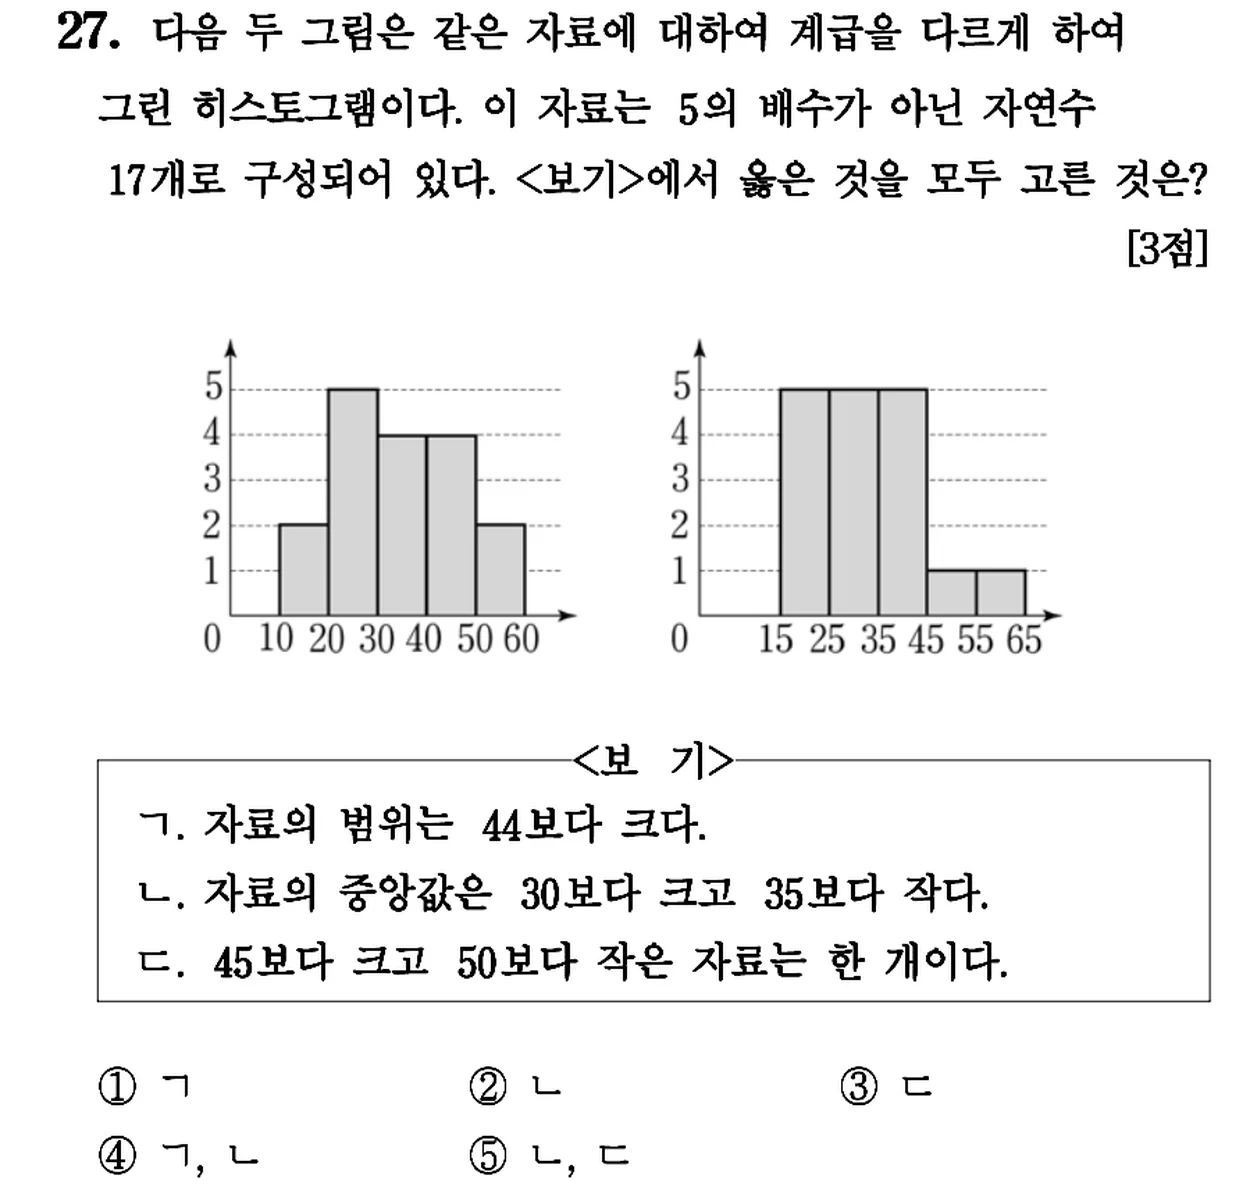 27. 다음 두 그림은 같은 자료에 대하여 계급을 다르게 하여
그린 히스토그램이다. 이 자료는 5의 배수가 아닌 자연수
17개로 구성되어 있다. <보기>에서 옳은 것을 모두 고른 것은?
[3점]
5
4
3
2
1
0 10 20 30 40 50 60
5
4
3
2
1
0 15 25 35 45 55 65
<보 기>
ㄱ. 자료의 범위는 44보다 크다.
ㄴ. 자료의 중앙값은 30보다 크고 35보다 작다.
ㄷ. 45보다 크고 50보다 작은 자료는 한 개이다.
① ㄱ ② ㄴ ③ ㄷ
④ ㄱ, ㄴ ⑤ ㄴ, ㄷ